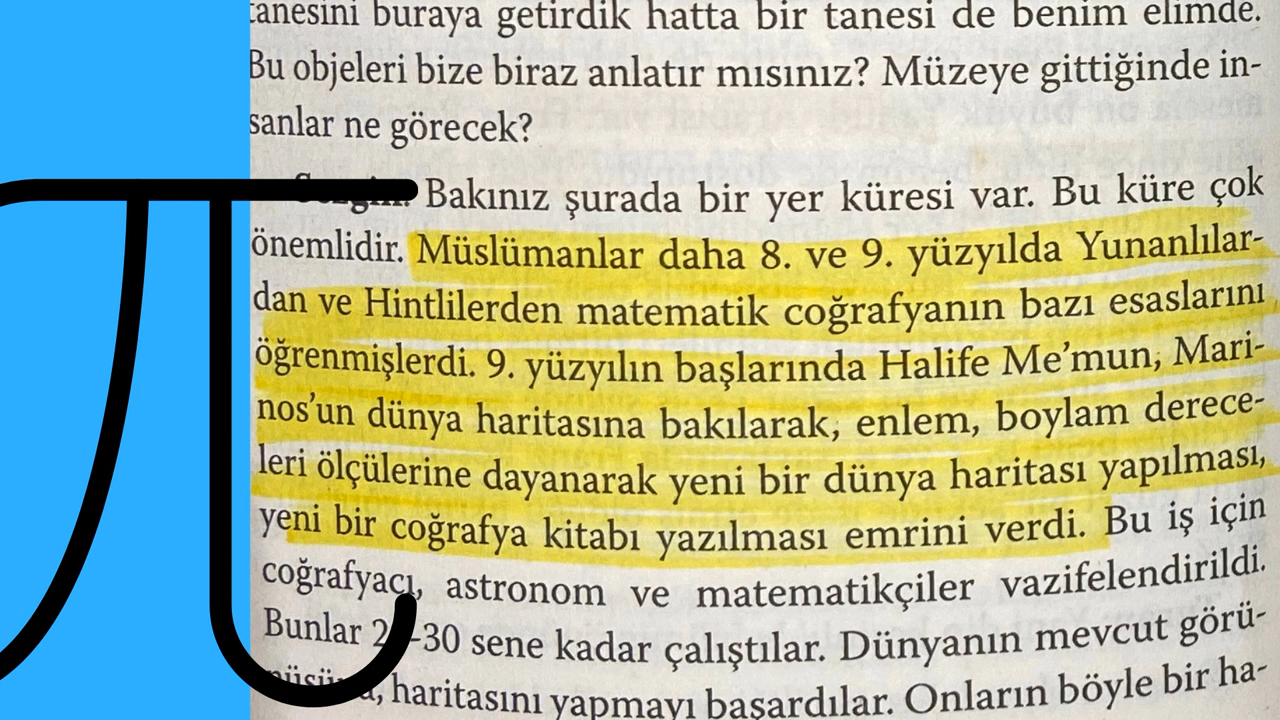 tanesini buraya getirdik hatta bir tanesi de benim elimde.
Bu objeleri bize biraz anlatır mısınız? Müzeye gittiğinde in-
sanlar ne görecek?
Bakınız şurada bir yer küresi var. Bu küre çok
önemlidir. Müslümanlar daha 8. ve 9. yüzyılda Yunanlılar-
dan ve Hintlilerden matematik coğrafyanın bazı esaslarını
öğrenmişlerdi. 9. yüzyılın başlarında Halife Me’mun, Mari-
nos’un dünya haritasına bakılarak, enlem, boylam derece-
leri ölçülerine dayanarak yeni bir dünya haritası yapılması,
yeni bir coğrafya kitabı yazılması emrini verdi. Bu iş için
coğrafyacı, astronom ve matematikçiler vazifelendirildi.
Bunlar -30 sene kadar çalıştılar. Dünyanın mevcut görü-
haritasını yapmayı başardılar. Onların böyle bir ha-